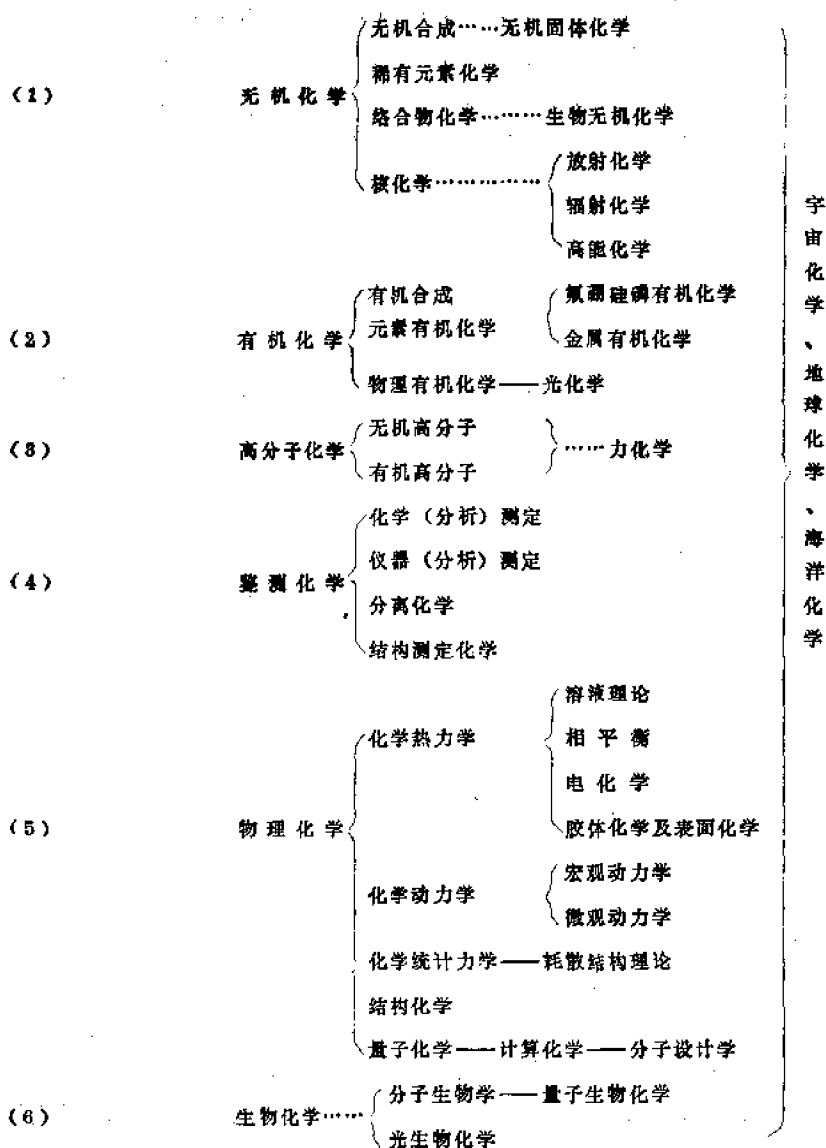 无机合成……无机固体化学
稀有元素化学
(1) 无机化学
络合物化学………生物无机化学
核化学……………
放射化学
辐射化学
高能化学
有机合成
氟硼硅磷有机化学
(2) 有机化学
元素有机化学
金属有机化学
物理有机化学——光化学
无机高分子
(3) 高分子化学
……力化学
有机高分子
化学（分析）测定
仪器（分析）测定
(4) 鉴测化学
分离化学
结构测定化学
溶液理论
化学热力学
相平衡
电化学
(5) 物理化学
胶体化学及表面化学
宏观动力学
化学动力学
微观动力学
化学统计力学——耗散结构理论
结构化学
量子化学——计算化学——分子设计学
(6) 生物化学……
分子生物学——量子生物化学
光生物化学
宇宙化学、地球化学、海洋化学